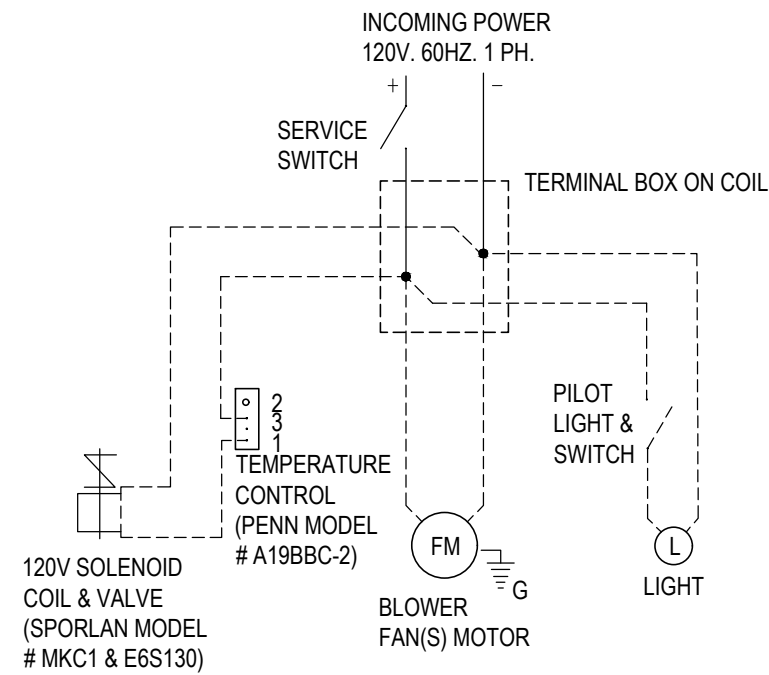 INCOMING POWER
120V. 60HZ. 1 PH.
+
−
SERVICE
SWITCH
TERMINAL BOX ON COIL
2
3
1
TEMPERATURE
CONTROL
(PENN MODEL
# A19BBC-2)
PILOT
LIGHT &
SWITCH
120V SOLENOID
COIL & VALVE
(SPORLAN MODEL
# MKC1 & E6S130)
FM
G
BLOWER
FAN(S) MOTOR
L
LIGHT